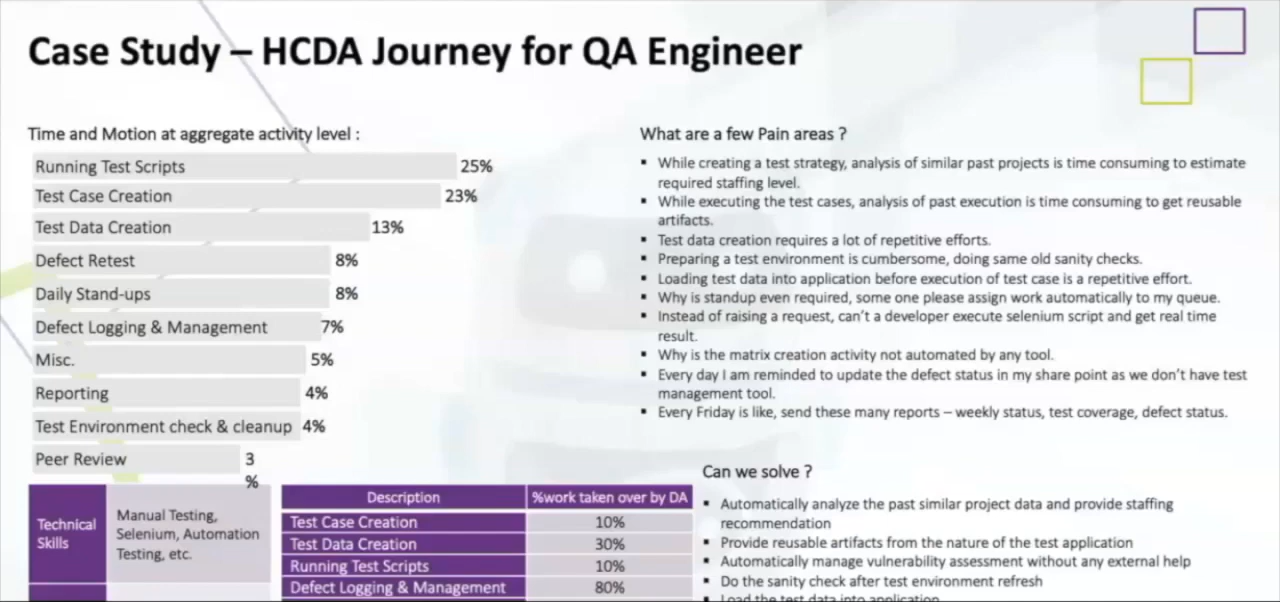 Case Study – HCDA Journey for QA Engineer
Time and Motion at aggregate activity level :
Running Test Scripts 25%
Test Case Creation 23%
Test Data Creation 13%
Defect Retest 8%
Daily Stand-ups 8%
Defect Logging & Management 7%
Misc. 5%
Reporting 4%
Test Environment check & cleanup 4%
Peer Review 3
%
What are a few Pain areas ?
▪ While creating a test strategy, analysis of similar past projects is time consuming to estimate
required staffing level.
▪ While executing the test cases, analysis of past execution is time consuming to get reusable
artifacts.
▪ Test data creation requires a lot of repetitive efforts.
▪ Preparing a test environment is cumbersome, doing same old sanity checks.
▪ Loading test data into application before execution of test case is a repetitive effort.
▪ Why is standup even required, some one please assign work automatically to my queue.
▪ Instead of raising a request, can’t a developer execute selenium script and get real time
result.
▪ Why is the matrix creation activity not automated by any tool.
▪ Every day I am reminded to update the defect status in my share point as we don’t have test
management tool.
▪ Every Friday is like, send these many reports – weekly status, test coverage, defect status.
Technical
Skills
Manual Testing,
Selenium, Automation
Testing, etc.
Description %work taken over by DA
Test Case Creation 10%
Test Data Creation 30%
Running Test Scripts 10%
Defect Logging & Management 80%
Can we solve ?
▪ Automatically analyze the past similar project data and provide staffing
recommendation
▪ Provide reusable artifacts from the nature of the test application
▪ Automatically manage vulnerability assessment without any external help
▪ Do the sanity check after test environment refresh
▪ Load the test data into application